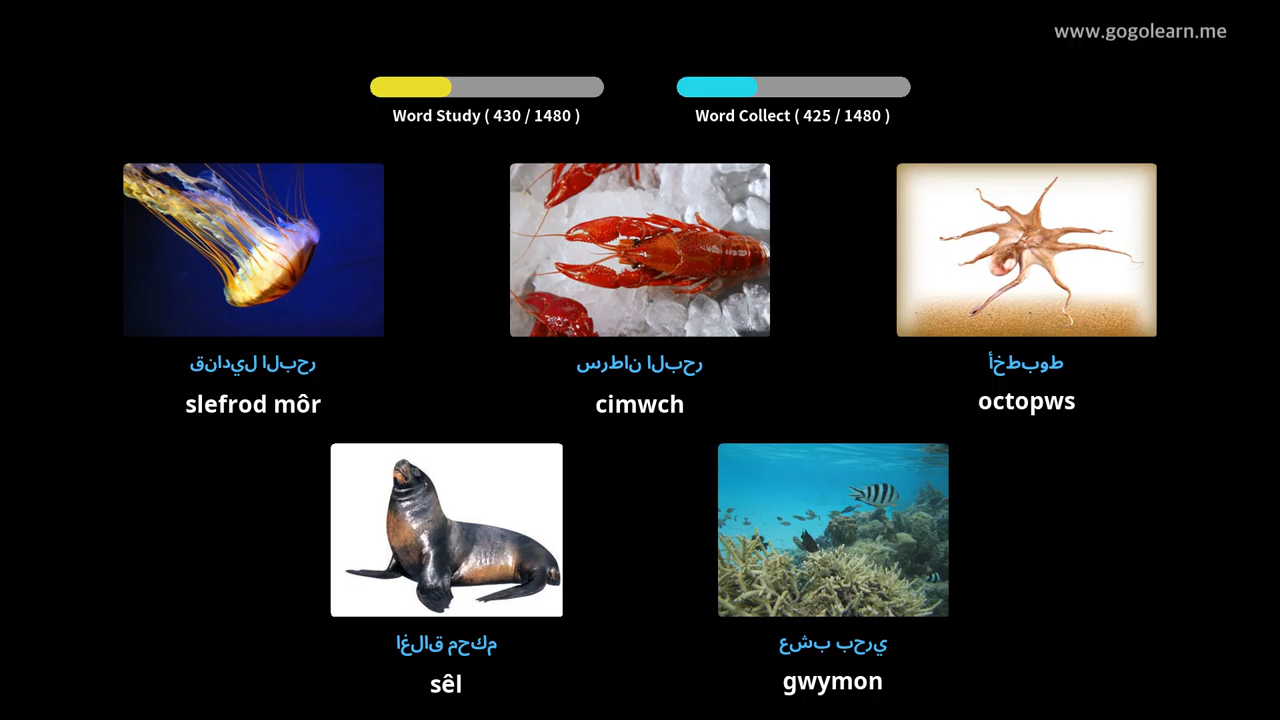 www.gogolearn.me
Word Study ( 430 / 1480 )
Word Collect ( 425 / 1480 )
قناديل البحر
سرطان البحر
أخطبوط
slefrod môr
cimwch
octopws
اغلاق محكم
عشب بحري
sêl
gwymon